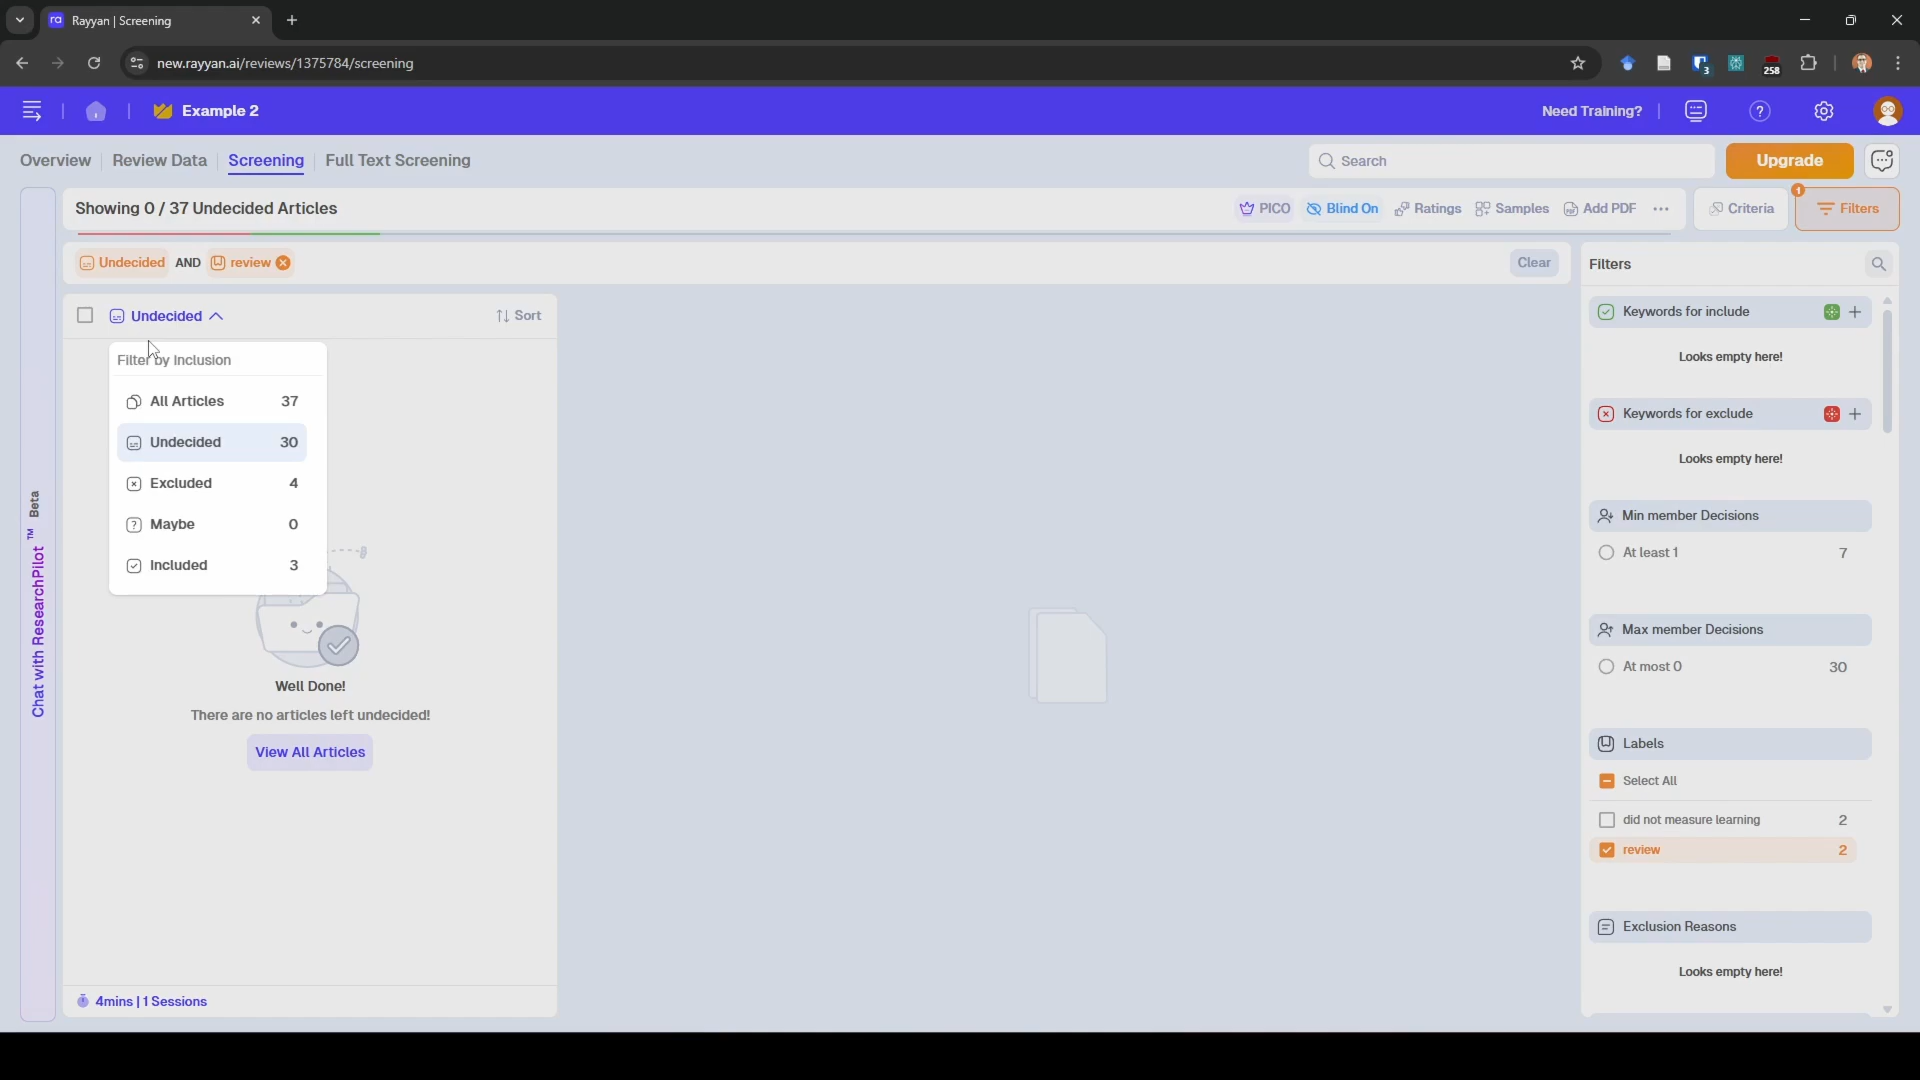 Rayyan | Screening
new.rayyan.ai/reviews/1375784/screening
3
258
Example 2
Need Training?
Overview
Review Data
Screening
Full Text Screening
Search
Upgrade
Showing 0 / 37 Undecided Articles
PICO
Blind On
Ratings
Samples
Add PDF
Criteria
1
Filters
Undecided AND review
Clear
Filters
Undecided
Sort
Filter by Inclusion
All Articles 37
Undecided 30
Excluded 4
Maybe 0
Included 3
Well Done!
There are no articles left undecided!
View All Articles
4mins | 1 Sessions
Chat with ResearchPilot ™ Beta
Keywords for include
Looks empty here!
Keywords for exclude
Looks empty here!
Min member Decisions
At least 1 7
Max member Decisions
At most 0 30
Labels
Select All
did not measure learning 2
review 2
Exclusion Reasons
Looks empty here!